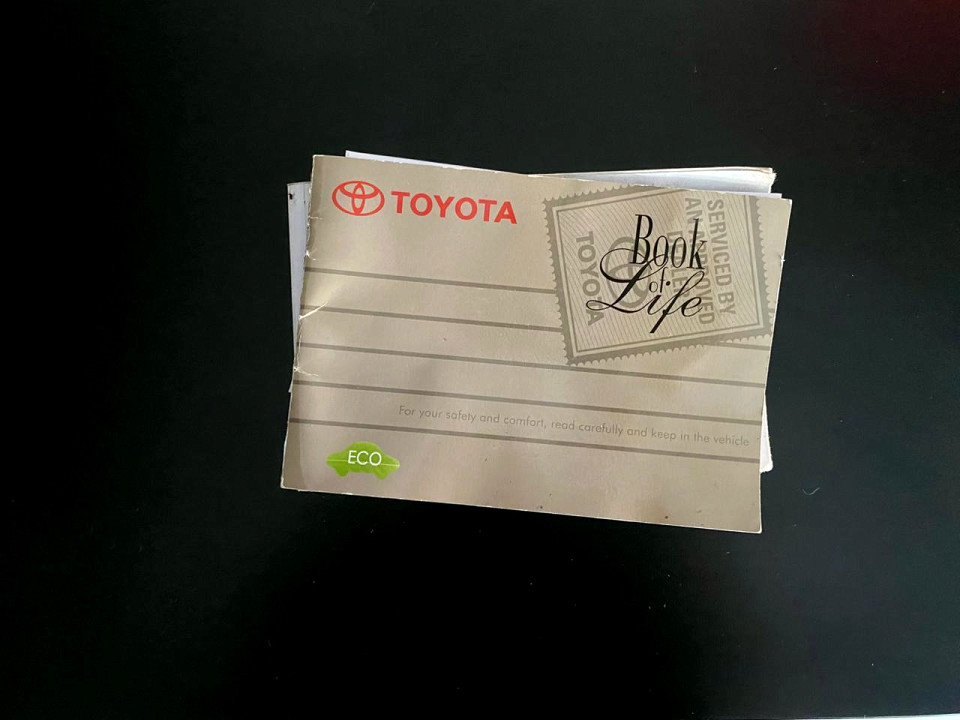 TOYOTA
Book
of
Life
SERVICED BY
AN APPROVED
TOYOTA
For your safety and comfort, read carefully and keep in the vehicle
ECO